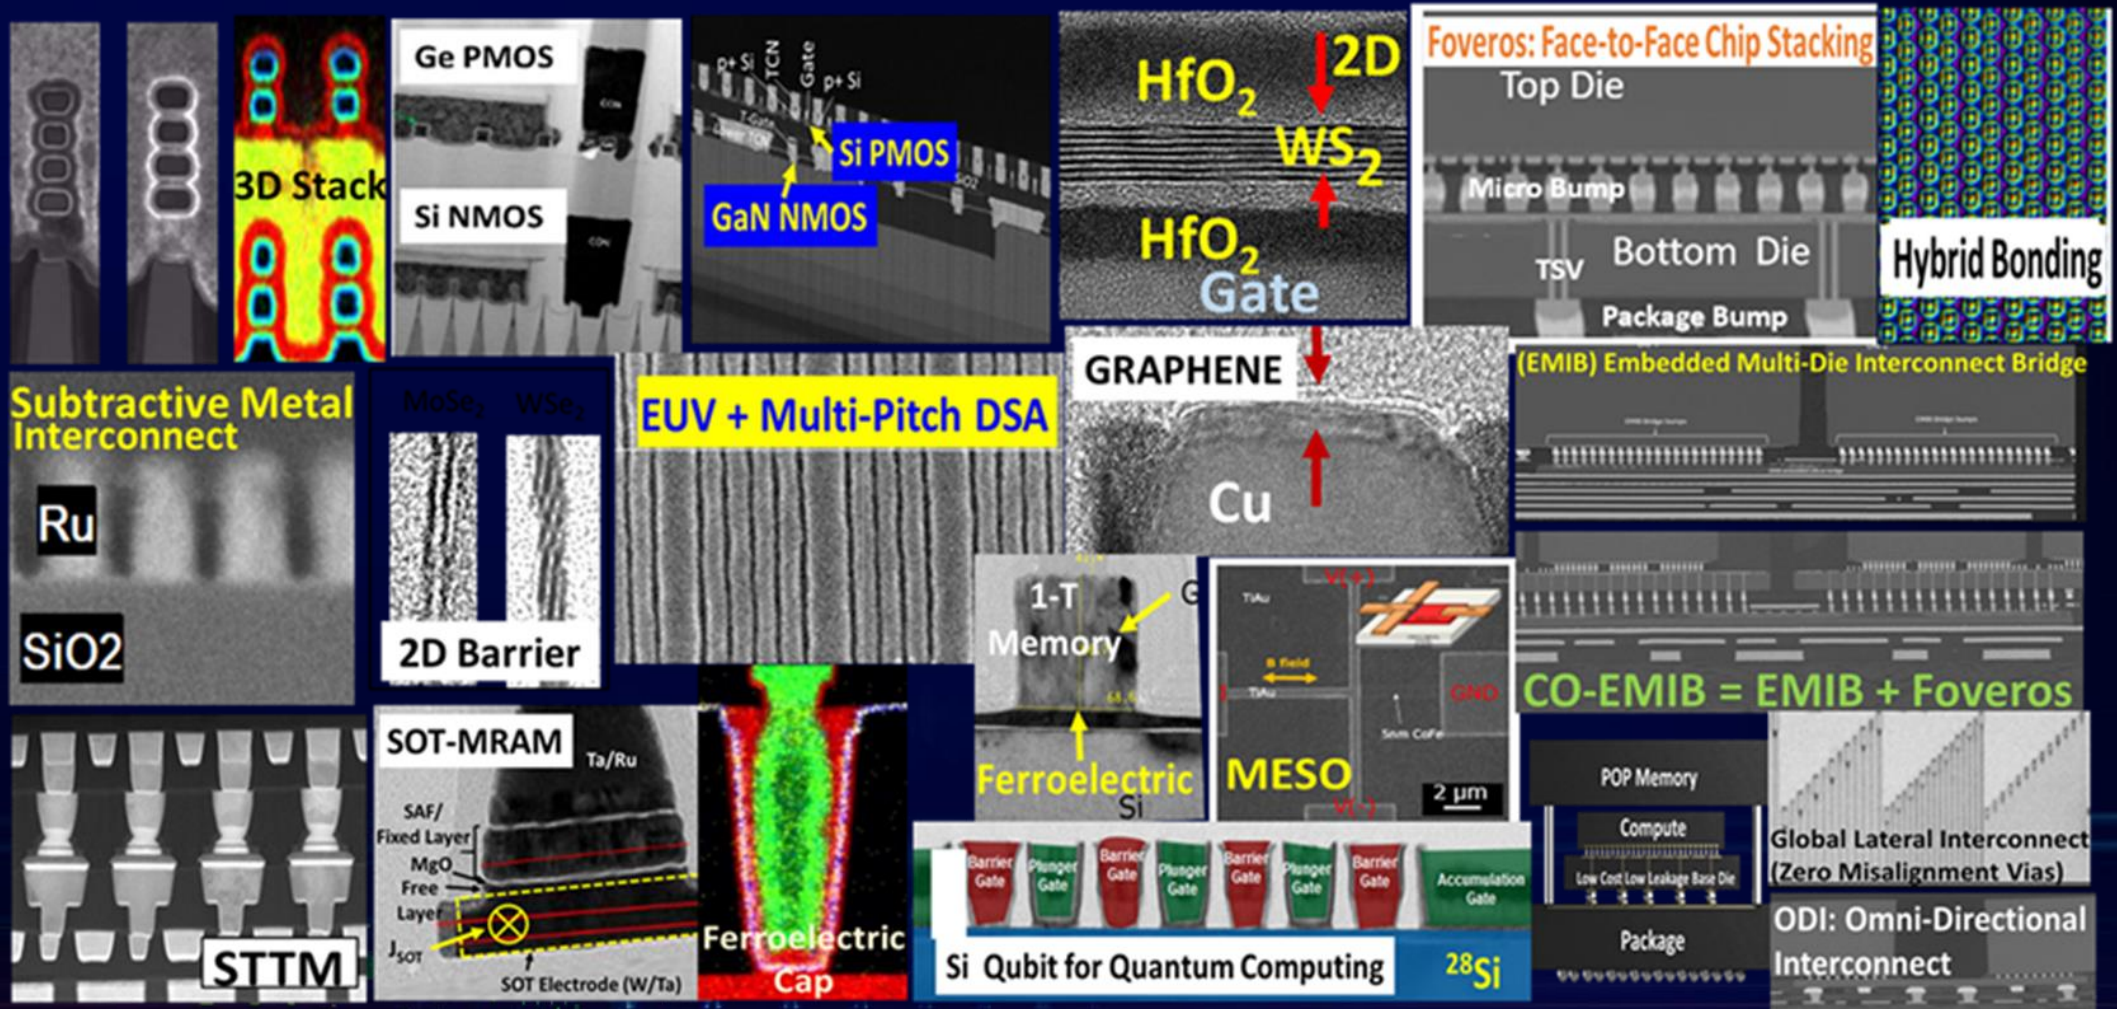 3D Stack
Ge PMOS
CON
Si NMOS
CON
p+ Si
TCN
Gate
p+ Si
T-Gate
Lower TCN
Si PMOS
GaN NMOS
SiO2
HfO2
2D
WS2
HfO2
Gate
Foveros: Face-to-Face Chip Stacking
Top Die
Micro Bump
Bottom Die
TSV
Package Bump
Hybrid Bonding
Subtractive Metal
Interconnect
Ru
SiO2
MoSe2
WSe2
2D Barrier
EUV + Multi-Pitch DSA
GRAPHENE
Cu
(EMIB) Embedded Multi-Die Interconnect Bridge
CO-EMIB = EMIB + Foveros
1-T
Memory
G
Ferroelectric
Si
V(+)
TiAu
B field
TiAu
GND
5nm CoFe
MESO
2 µm
V(-)
STTM
SOT-MRAM
Ta/Ru
SAF/
Fixed Layer
MgO
Free
Layer
JSOT
SOT Electrode (W/Ta)
Ferroelectric
Cap
Barrier
Gate
Plunger
Gate
Barrier
Gate
Plunger
Gate
Barrier
Gate
Plunger
Gate
Barrier
Gate
Accumulation
Gate
Si Qubit for Quantum Computing
28Si
POP Memory
Compute
Low Cost Low Leakage Base Die
Package
Global Lateral Interconnect
(Zero Misalignment Vias)
ODI: Omni-Directional
Interconnect